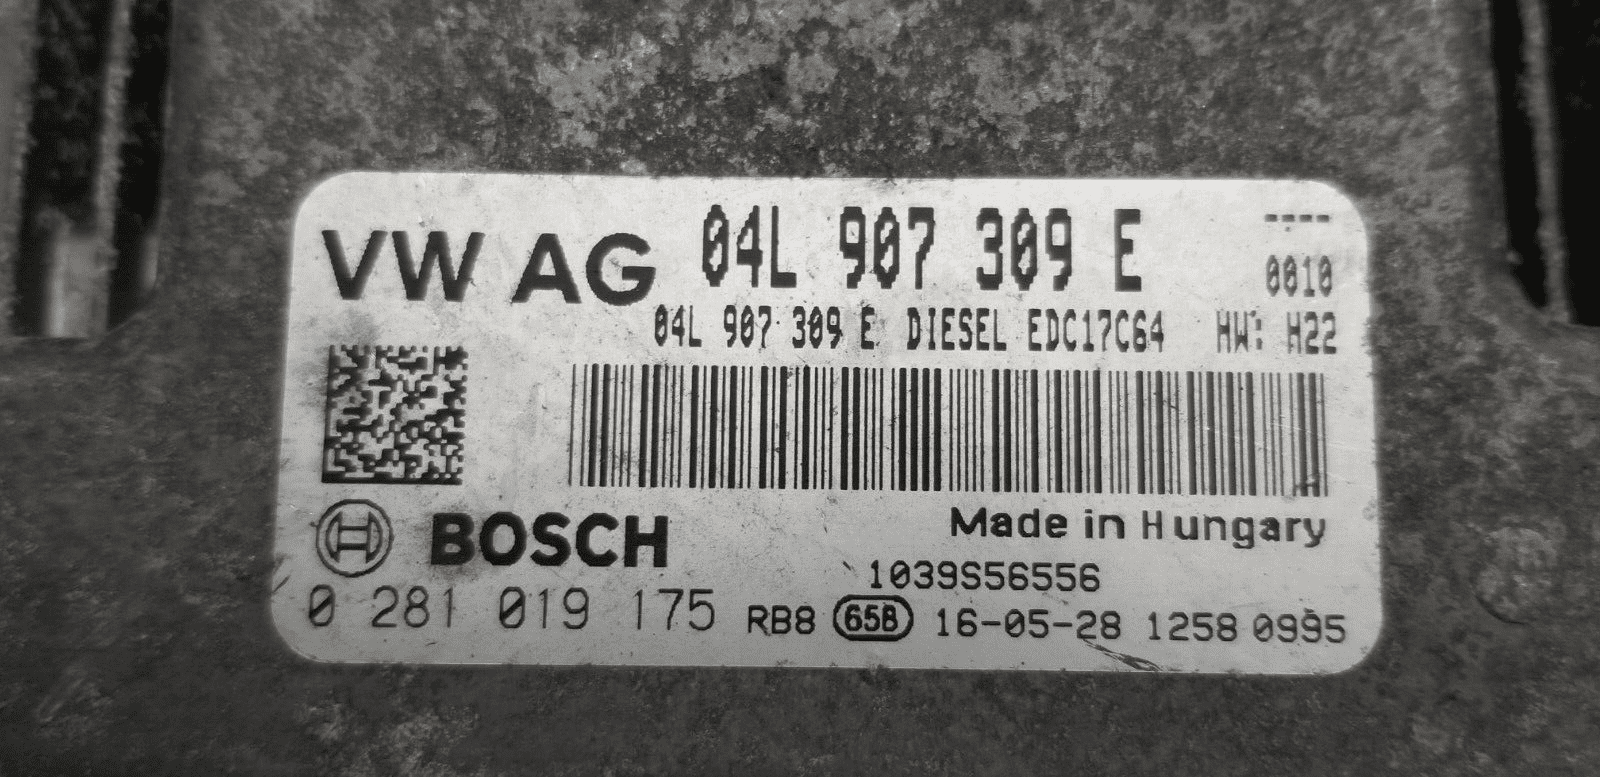 VW AG 04L 907 309 E ----
0010
04L 907 309 E DIESEL EDC17C64 HW: H22
BOSCH Made in Hungary
1039S56556
0 281 019 175 RB8 65B 16-05-28 1258 0995